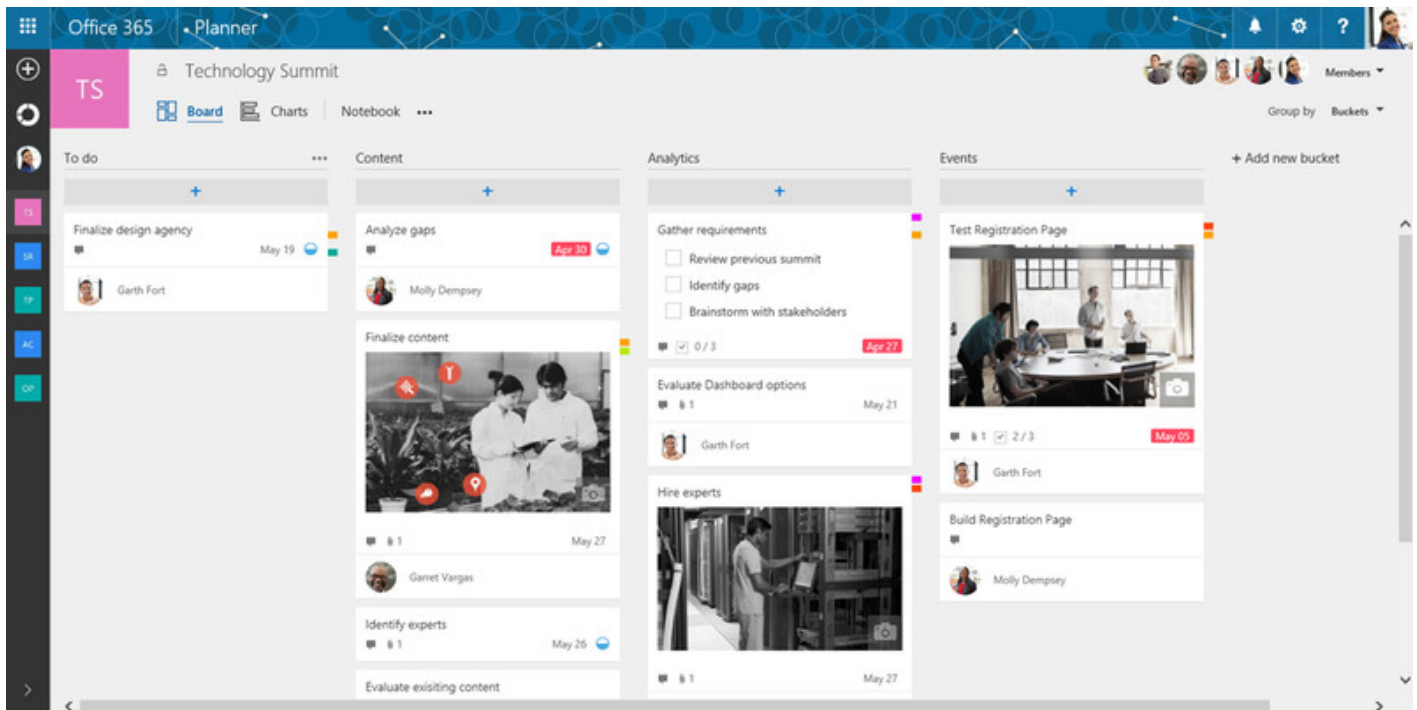 Office 365
Planner
?
TS
Technology Summit
Members
Board
Charts
Notebook
•••
Group by
Buckets
TS
SR
TP
AC
OP
To do
•••
+
Finalize design agency
May 19
Garth Fort
Content
+
Analyze gaps
Apr 30
Molly Dempsey
Finalize content
1
May 27
Garret Vargas
Identify experts
1
May 26
Evaluate exisiting content
Analytics
+
Gather requirements
Review previous summit
Identify gaps
Brainstorm with stakeholders
0 / 3
Apr 27
Evaluate Dashboard options
1
May 21
Garth Fort
Hire experts
1
May 27
Events
+
Test Registration Page
1
2 / 3
May 05
Garth Fort
Build Registration Page
Molly Dempsey
+ Add new bucket